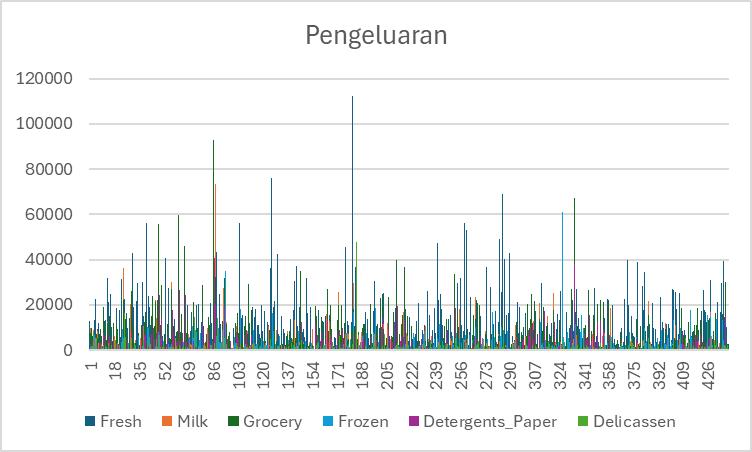 Pengeluaran
120000
100000
80000
60000
40000
20000
0
1 18 35 52 69 86 103 120 137 154 171 188 205 222 239 256 273 290 307 324 341 358 375 392 409 426
Fresh Milk Grocery Frozen Detergents_Paper Delicassen